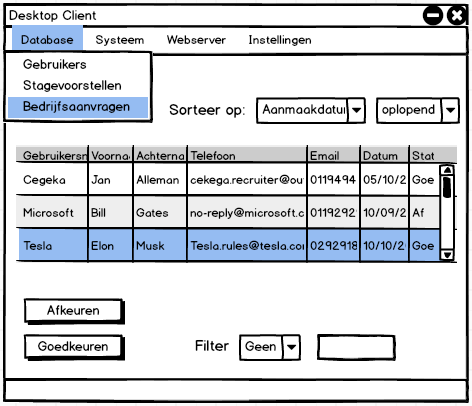 Desktop Client
Database Systeem Webserver Instellingen
Gebruikers
Stagevoorstellen
Bedrijfsaanvragen
Sorteer op: Aanmaakdatur oplopend
Gebruikersn Voorna Achterna Telefoon Email Datum Stat
Cegeka Jan Alleman cekega.recruiter@ou 0119494 05/10/2 Goe
Microsoft Bill Gates no-reply@microsoft.c 0119292 10/09/2 Af
Tesla Elon Musk Tesla.rules@tesla.co 0292918 10/10/2 Goe
Afkeuren
Goedkeuren Filter Geen